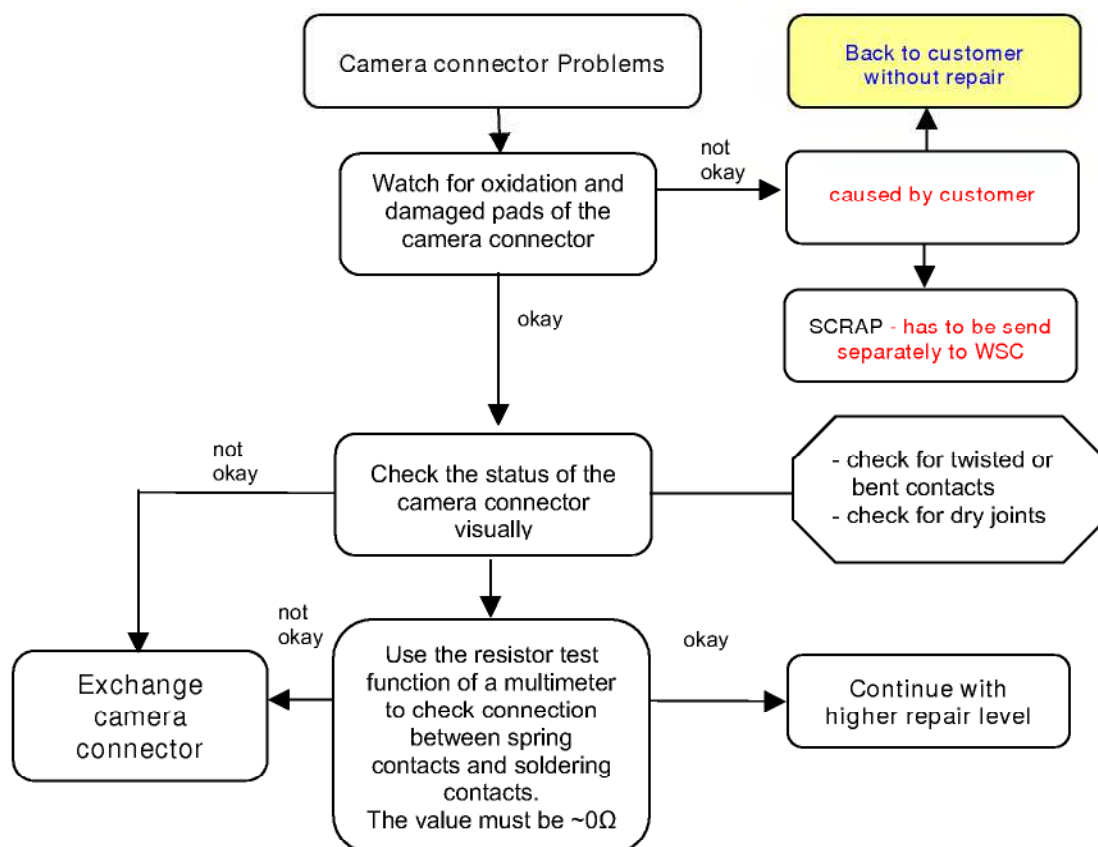 Camera connector Problems
Back to customer
without repair
not
okay
Watch for oxidation and
damaged pads of the
camera connector
caused by customer
okay
SCRAP - has to be send
separately to WSC
not
okay
Check the status of the
camera connector
visually
- check for twisted or
bent contacts
- check for dry joints
not
okay
okay
Exchange
camera
connector
Use the resistor test
function of a multimeter
to check connection
between spring
contacts and soldering
contacts.
The value must be ~0Ω
Continue with
higher repair level